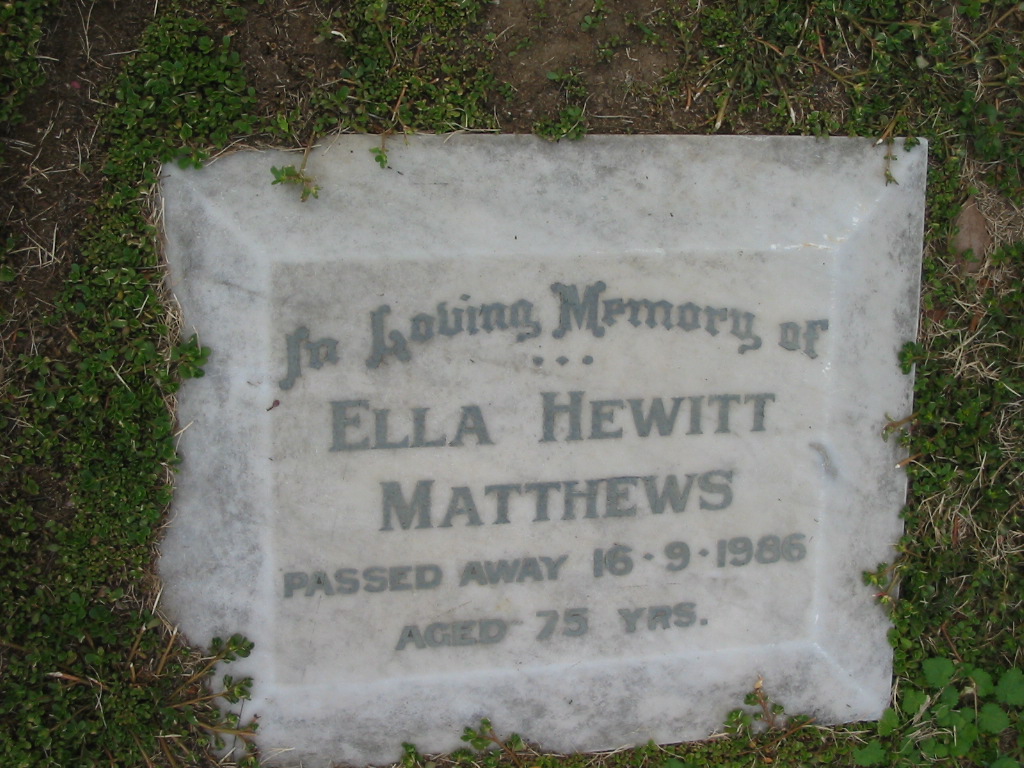 In Loving Memory of
...
ELLA HEWITT
MATTHEWS
PASSED AWAY 16·9·1986
AGED 75 YRS.